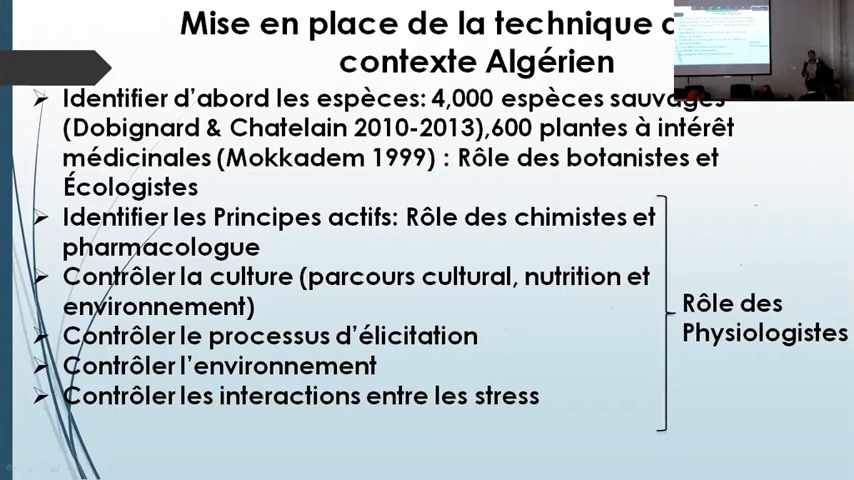 Mise en place de la technique
contexte Algérien
Identifier d'abord les espèces: 4,000 espèces sauvages
(Dobignard & Chatelain 2010-2013),600 plantes à intérêt
médicinales (Mokkadem 1999) : Rôle des botanistes et
Écologistes
Identifier les Principes actifs: Rôle des chimistes et
pharmacologue
Contrôler la culture (parcours cultural, nutrition et
environnement)
Contrôler le processus d'élicitation
Contrôler l'environnement
Contrôler les interactions entre les stress
Rôle des
Physiologistes